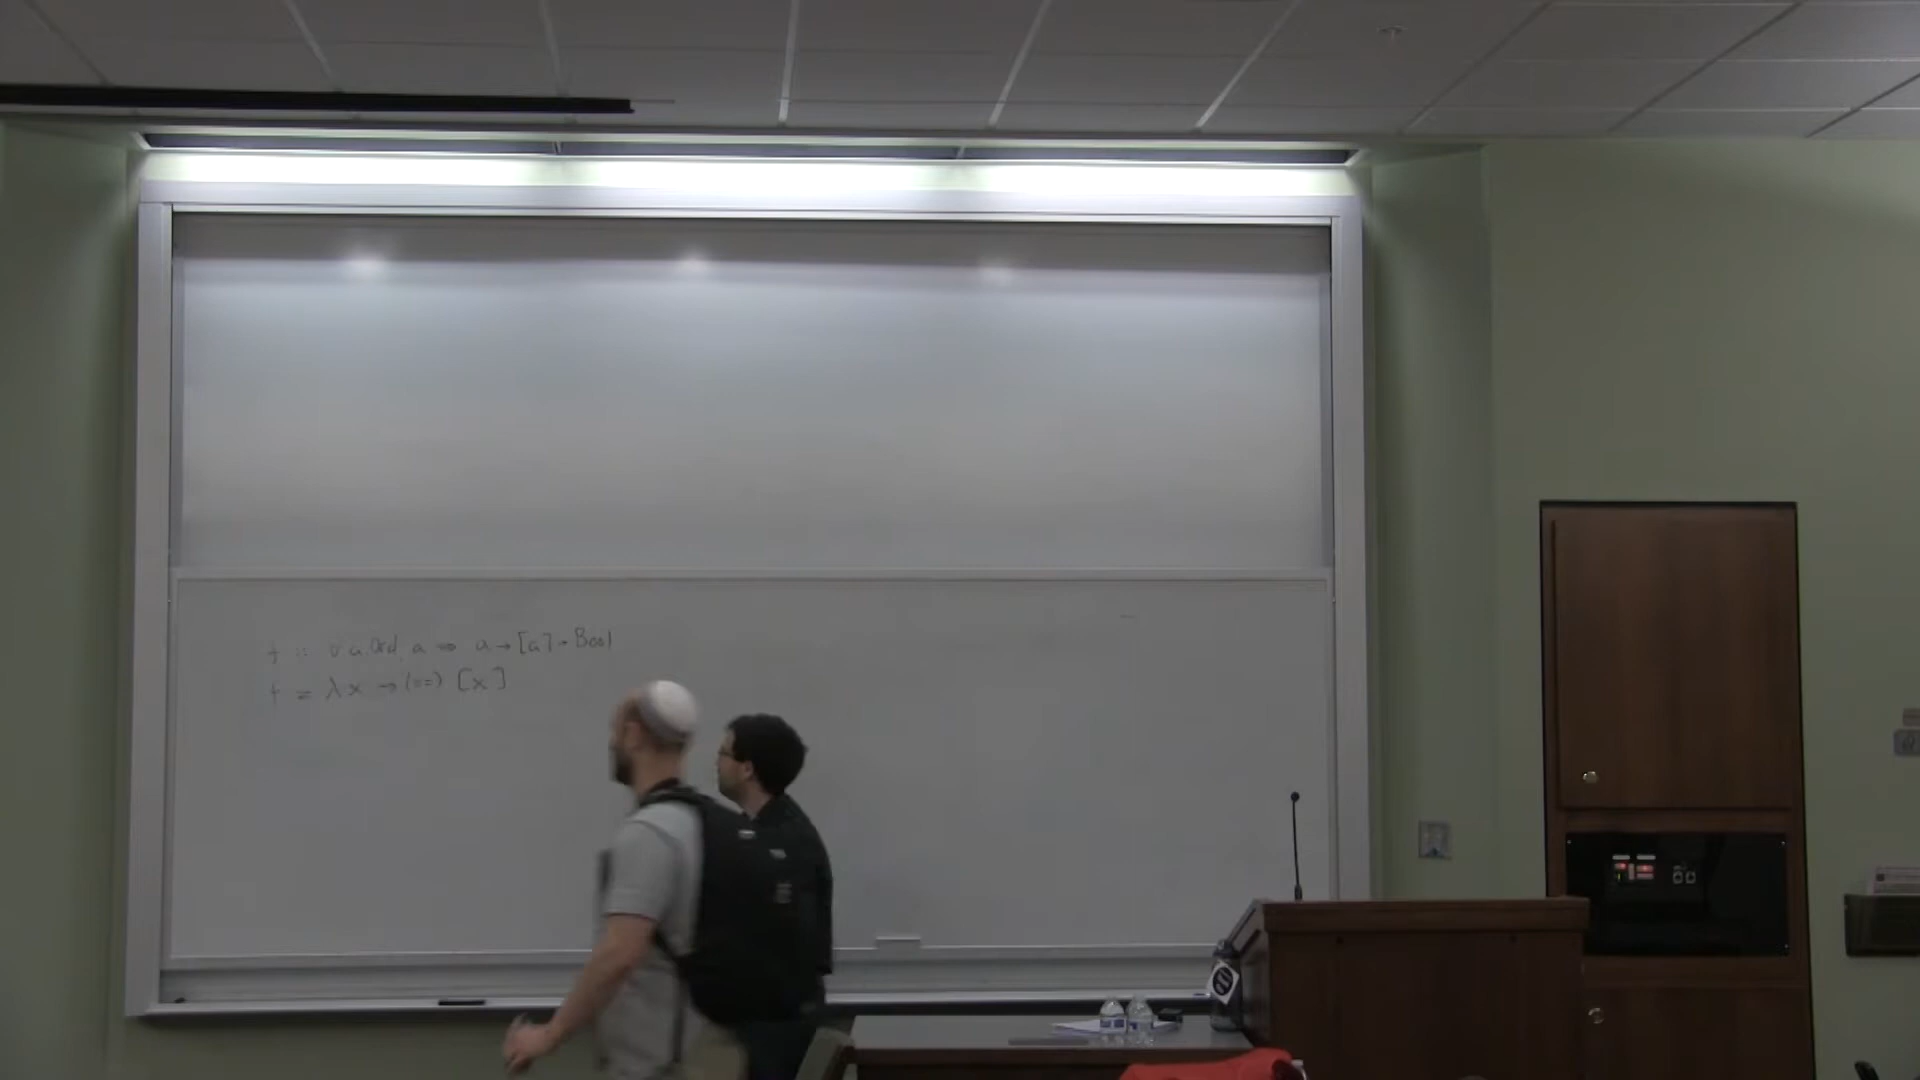 f :: ∀ a. Ord a => a → [a] → Bool
f = λx → (==) [x]